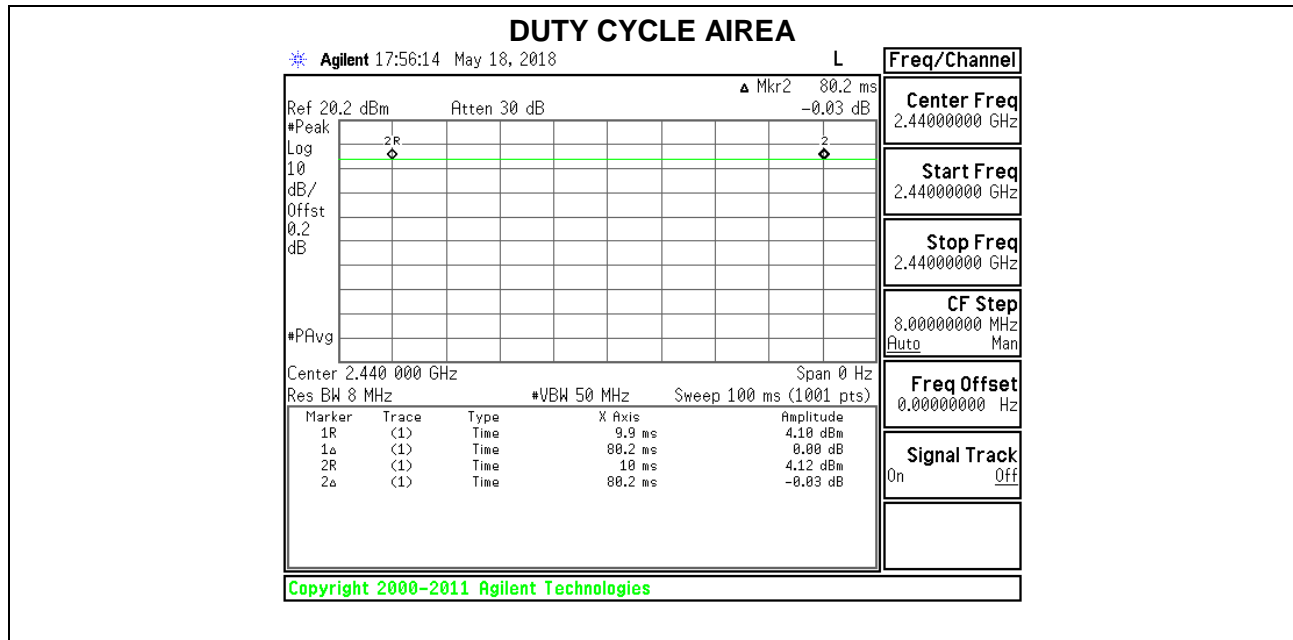 DUTY CYCLE AIREA
Agilent 17:56:14 May 18, 2018 L
Freq/Channel
Δ Mkr2 80.2 ms
Ref 20.2 dBm Atten 30 dB -0.03 dB
#Peak
Log
10
dB/
Offst
0.2
dB
#PAvg
2R
2
Center 2.440 000 GHz Span 0 Hz
Res BW 8 MHz #VBW 50 MHz Sweep 100 ms (1001 pts)
Marker Trace Type X Axis Amplitude
1R (1) Time 9.9 ms 4.10 dBm
1Δ (1) Time 80.2 ms 0.00 dB
2R (1) Time 10 ms 4.12 dBm
2Δ (1) Time 80.2 ms -0.03 dB
Center Freq
2.44000000 GHz
Start Freq
2.44000000 GHz
Stop Freq
2.44000000 GHz
CF Step
8.00000000 MHz
Auto Man
Freq Offset
0.00000000 Hz
Signal Track
On Off
Copyright 2000-2011 Agilent Technologies